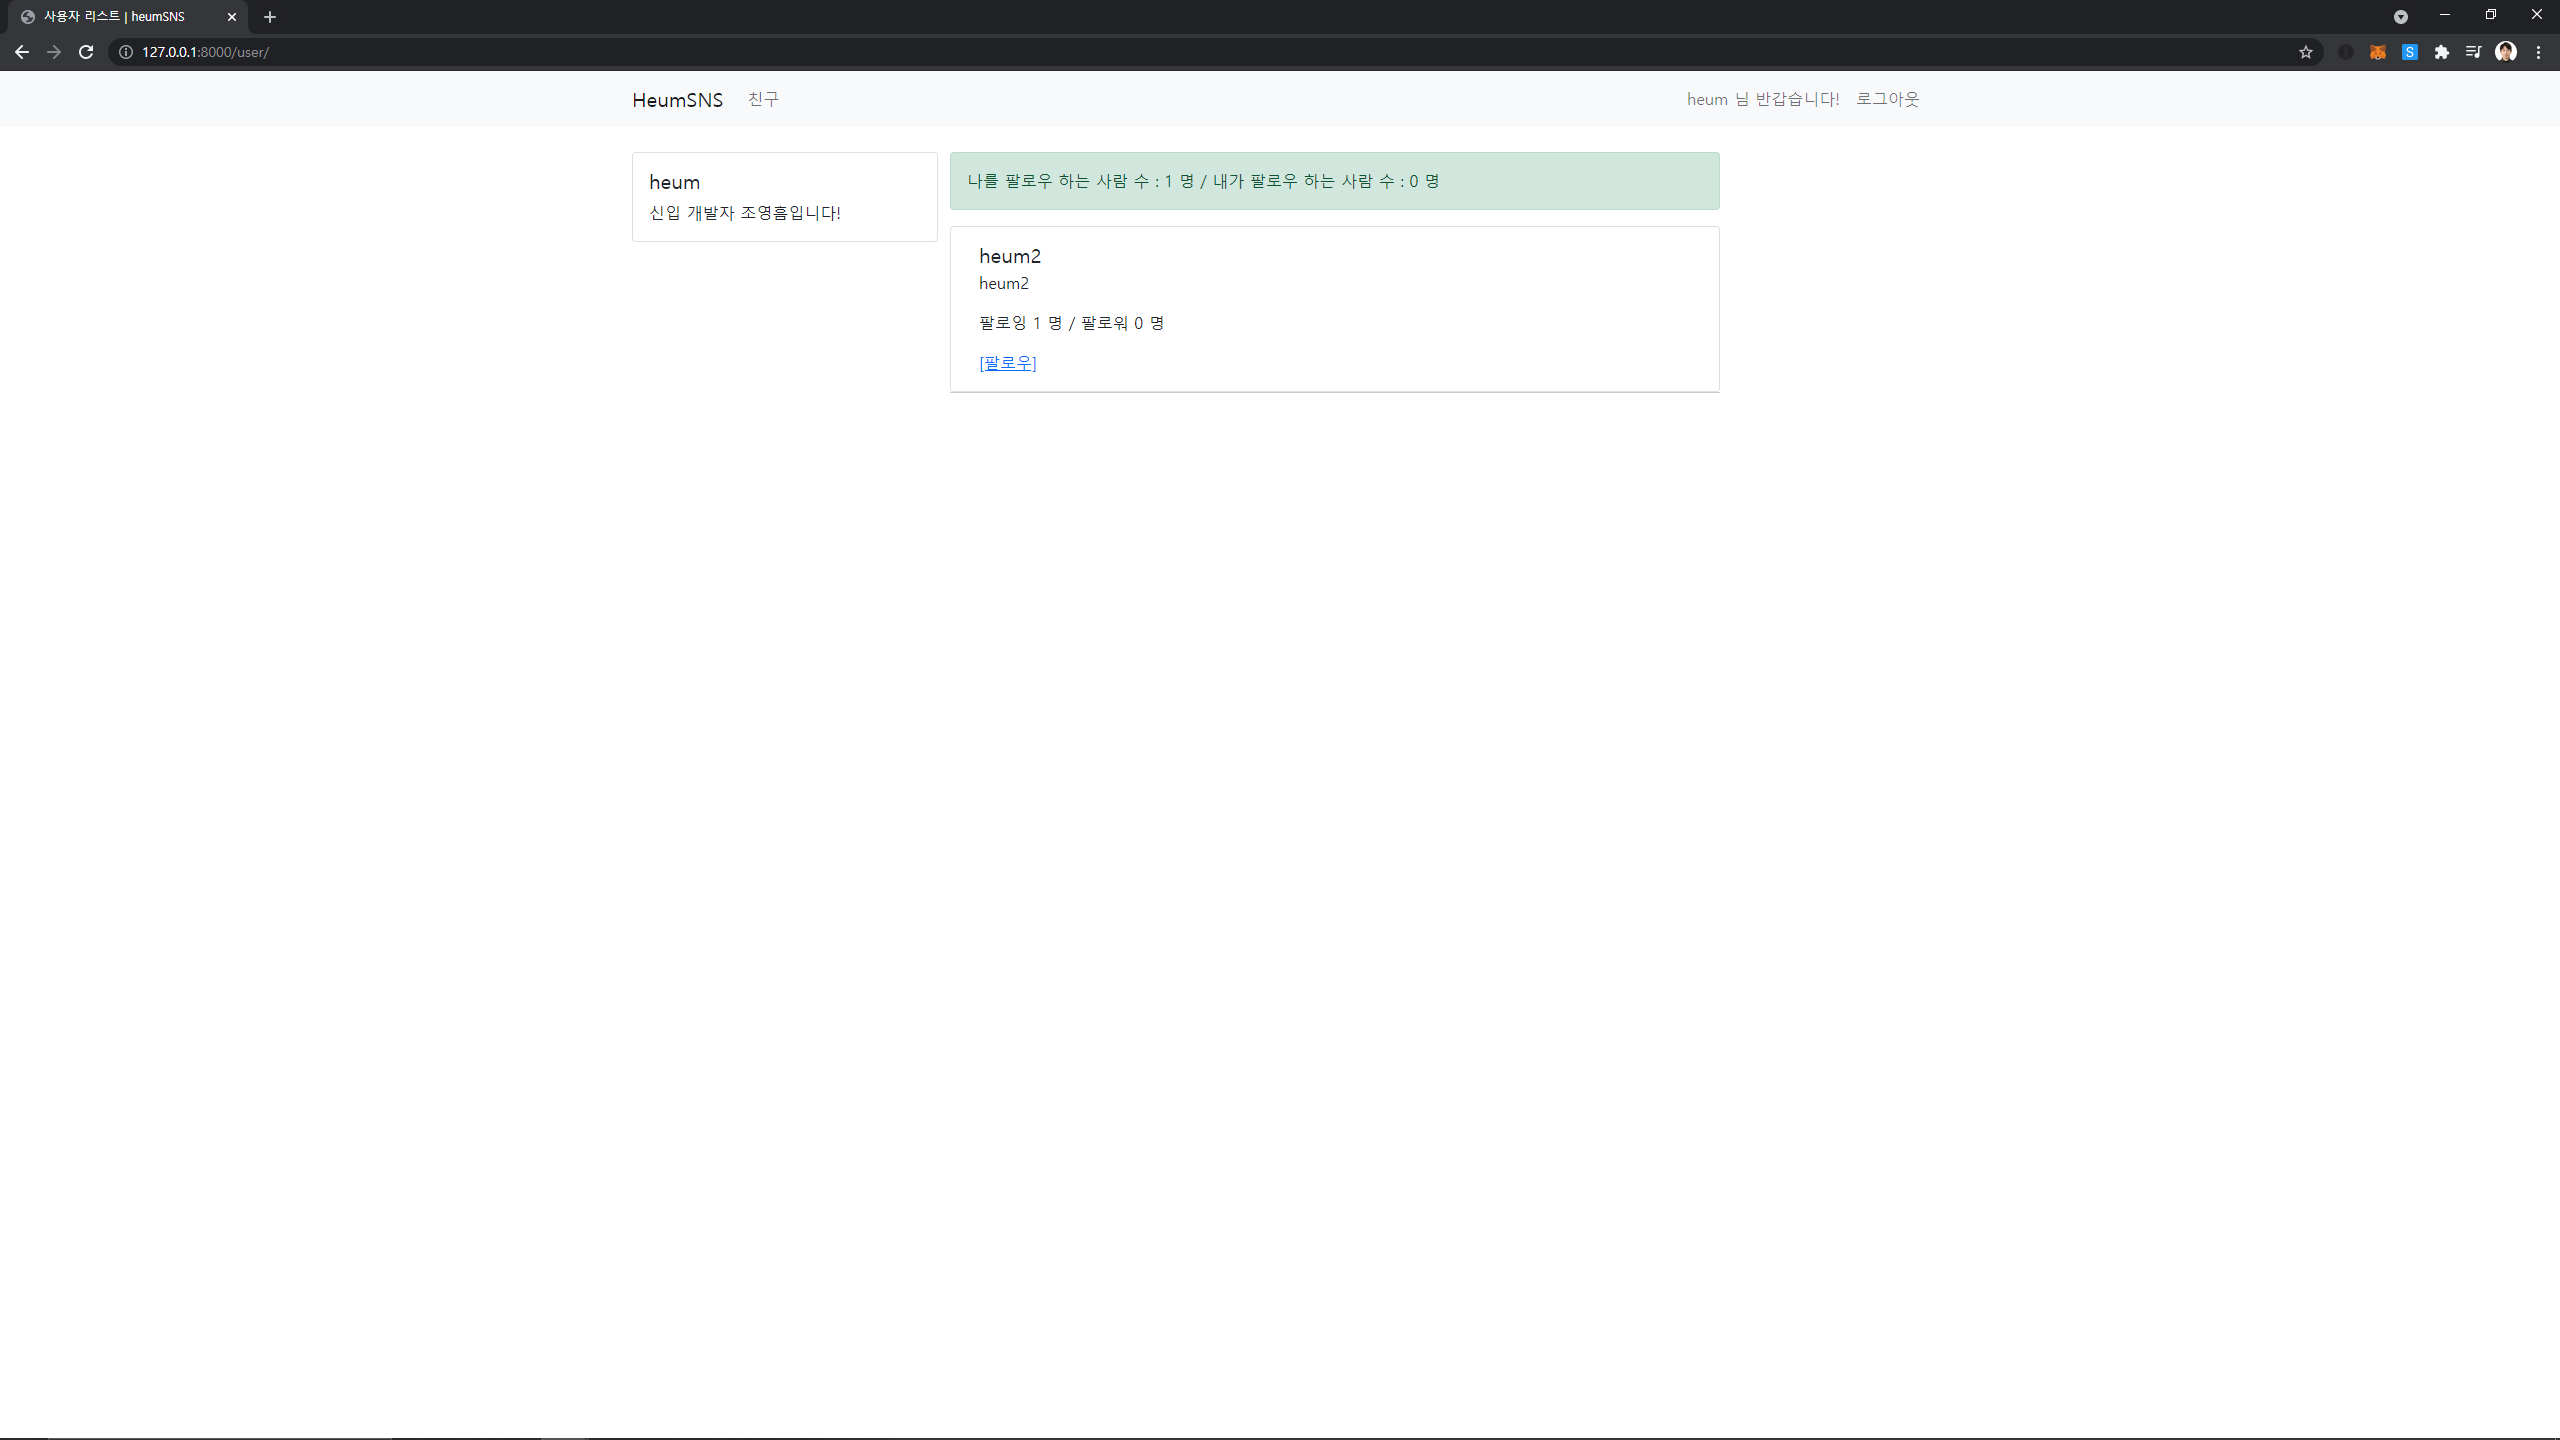 사용자 리스트 | heumSNS
127.0.0.1:8000/user/
S
HeumSNS 친구 heum 님 반갑습니다! 로그아웃
heum
신입 개발자 조영흠입니다!
나를 팔로우 하는 사람 수 : 1 명 / 내가 팔로우 하는 사람 수 : 0 명
heum2
heum2
팔로잉 1 명 / 팔로워 0 명
[팔로우]